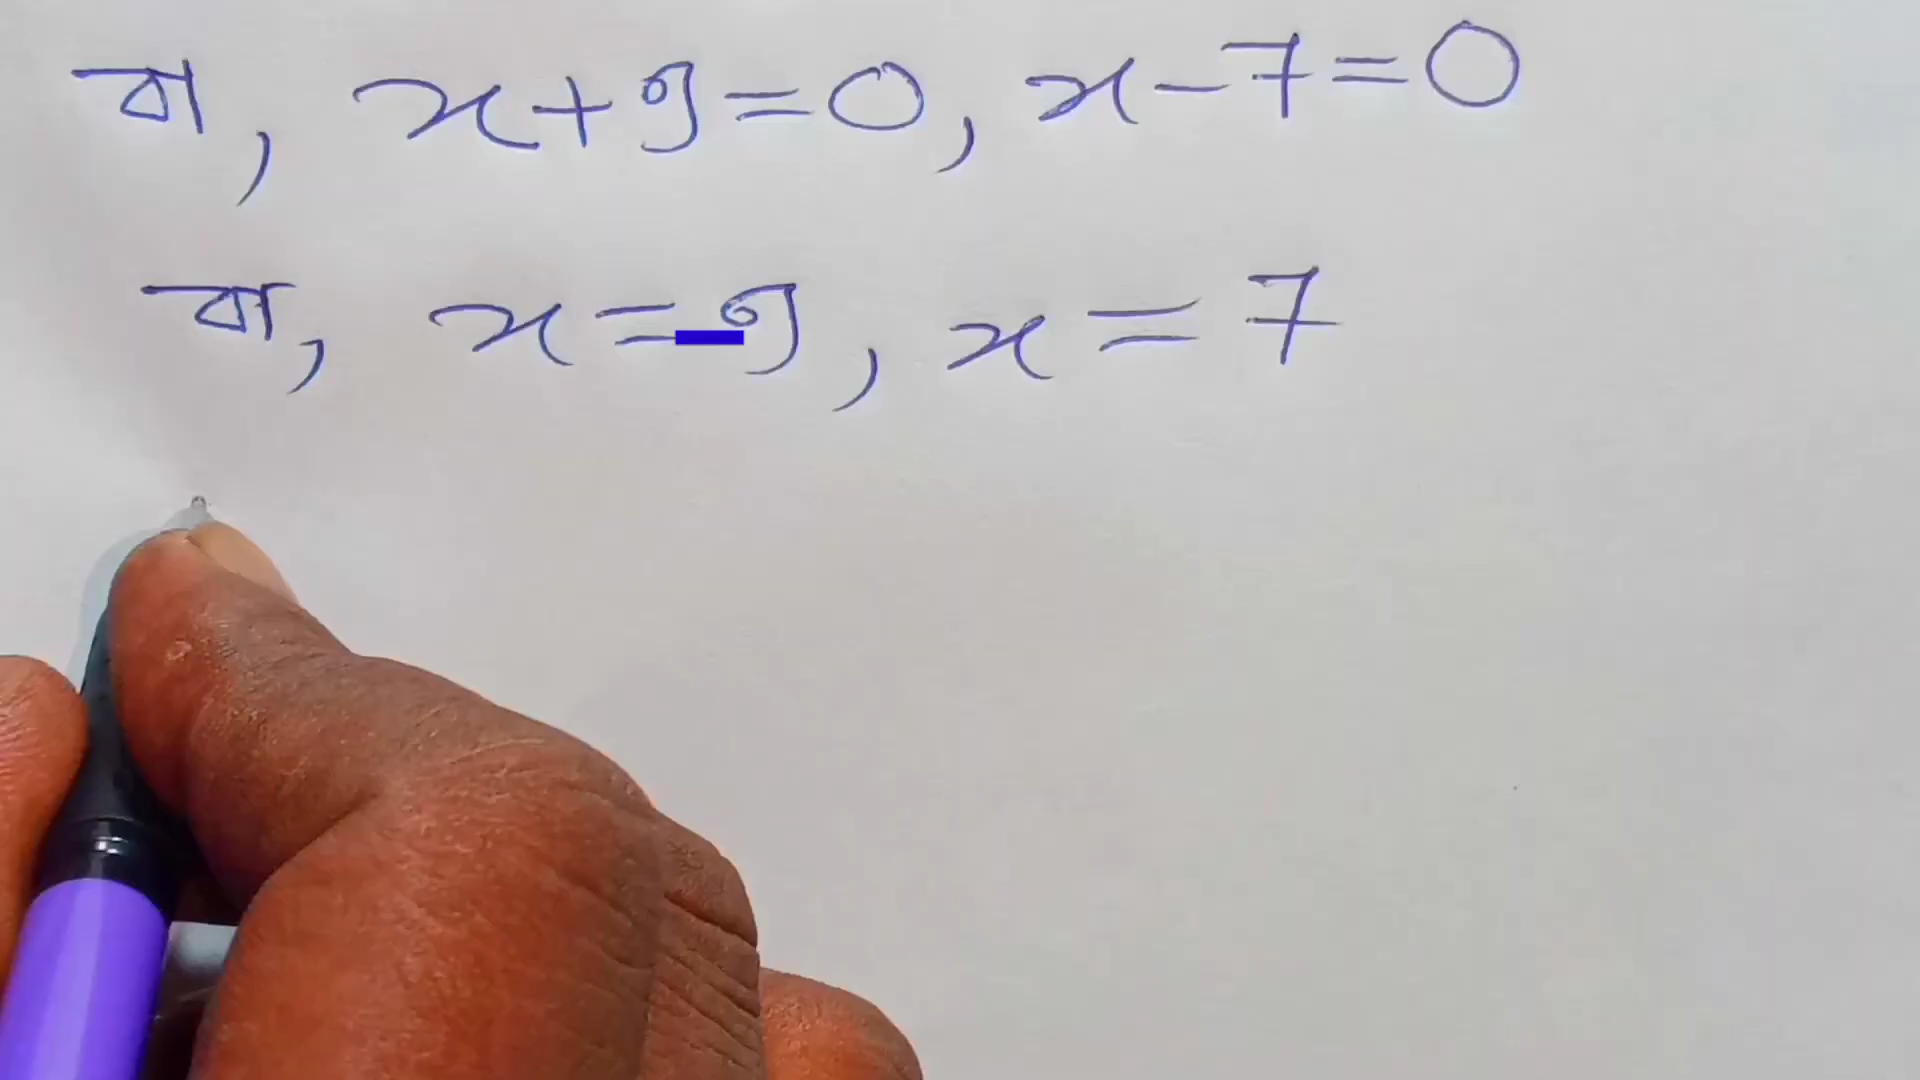 বা, x+9=0, x-7=0
বা, x=-9, x=7